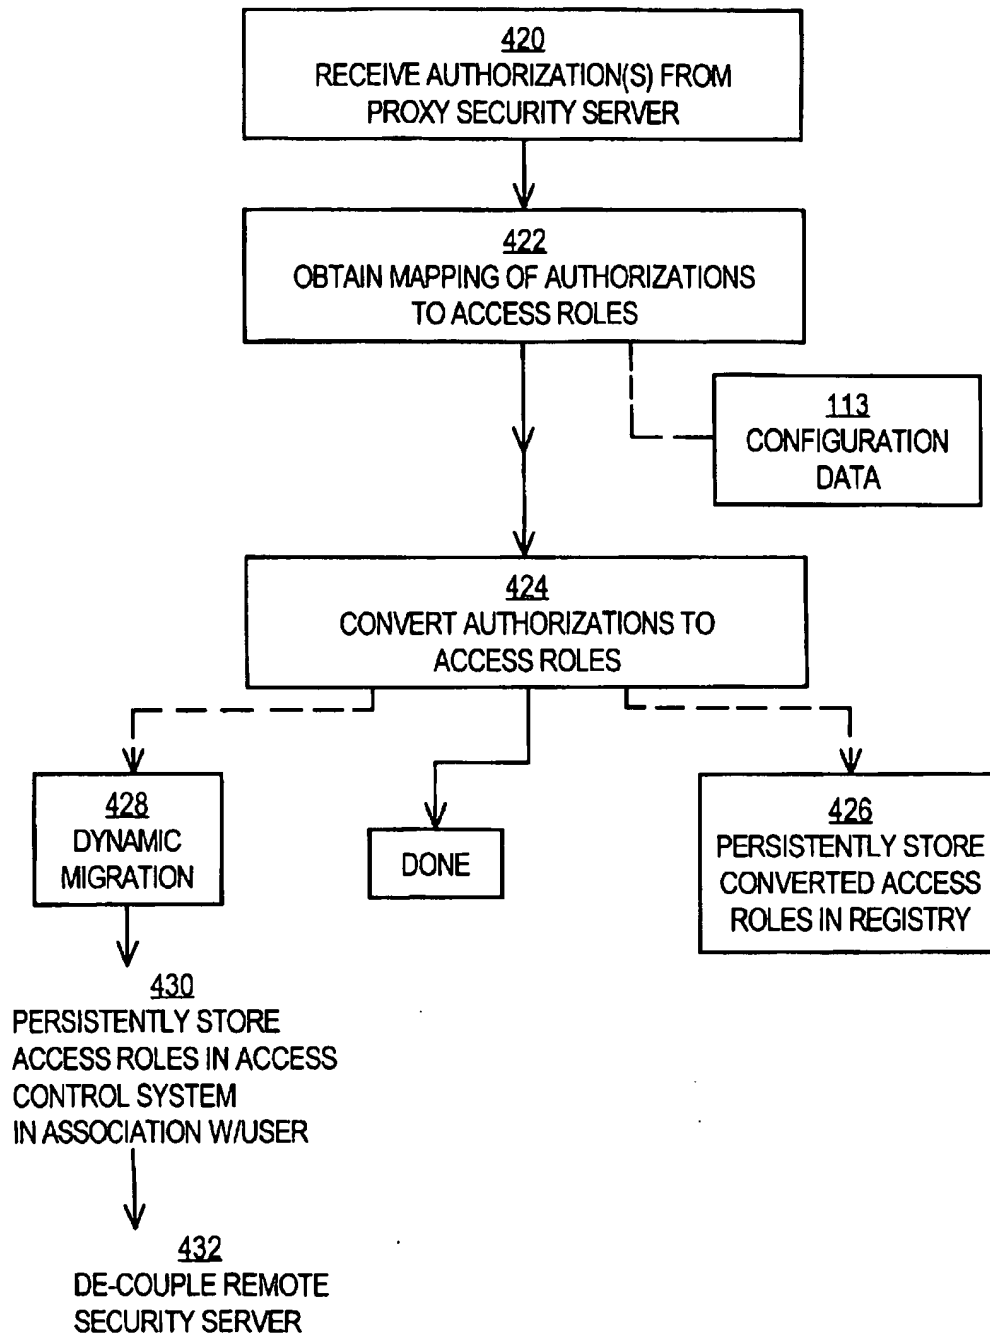 420
RECEIVE AUTHORIZATION(S) FROM
PROXY SECURITY SERVER
422
OBTAIN MAPPING OF AUTHORIZATIONS
TO ACCESS ROLES
113
CONFIGURATION
DATA
424
CONVERT AUTHORIZATIONS TO
ACCESS ROLES
428
DYNAMIC
MIGRATION
DONE
426
PERSISTENTLY STORE
CONVERTED ACCESS
ROLES IN REGISTRY
430
PERSISTENTLY STORE
ACCESS ROLES IN ACCESS
CONTROL SYSTEM
IN ASSOCIATION W/USER
432
DE-COUPLE REMOTE
SECURITY SERVER